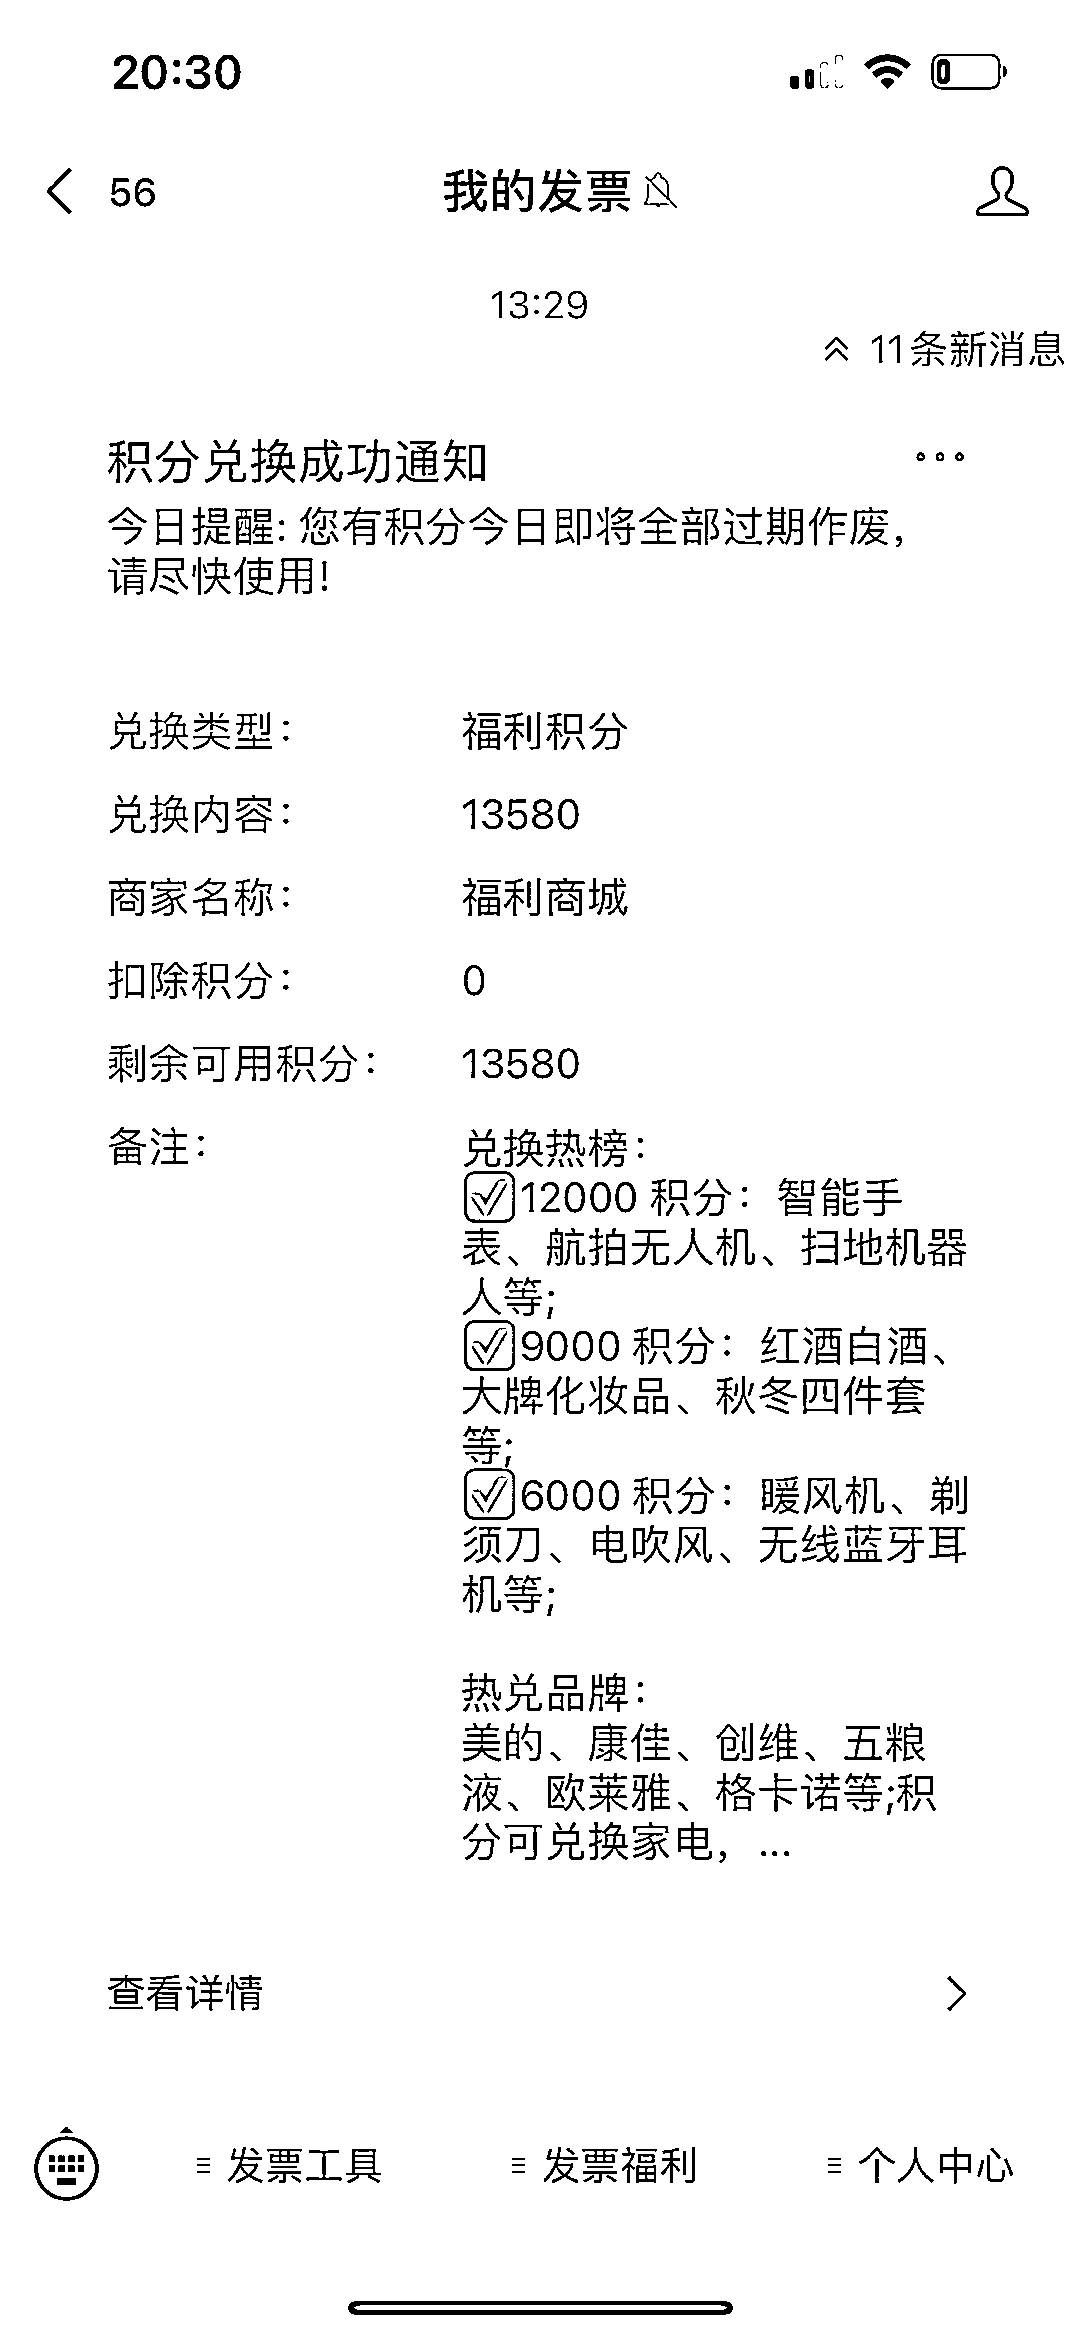 20:30
56
我的发票
13:29
11条新消息
积分兑换成功通知
今日提醒: 您有积分今日即将全部过期作废，
请尽快使用!
兑换类型： 福利积分
兑换内容： 13580
商家名称： 福利商城
扣除积分： 0
剩余可用积分： 13580
备注： 兑换热榜：
✅12000 积分：智能手
表、航拍无人机、扫地机器
人等;
✅9000 积分：红酒白酒、
大牌化妆品、秋冬四件套
等;
✅6000 积分：暖风机、剃
须刀、电吹风、无线蓝牙耳
机等;
热兑品牌：
美的、康佳、创维、五粮
液、欧莱雅、格卡诺等;积
分可兑换家电，...
查看详情
发票工具
发票福利
个人中心